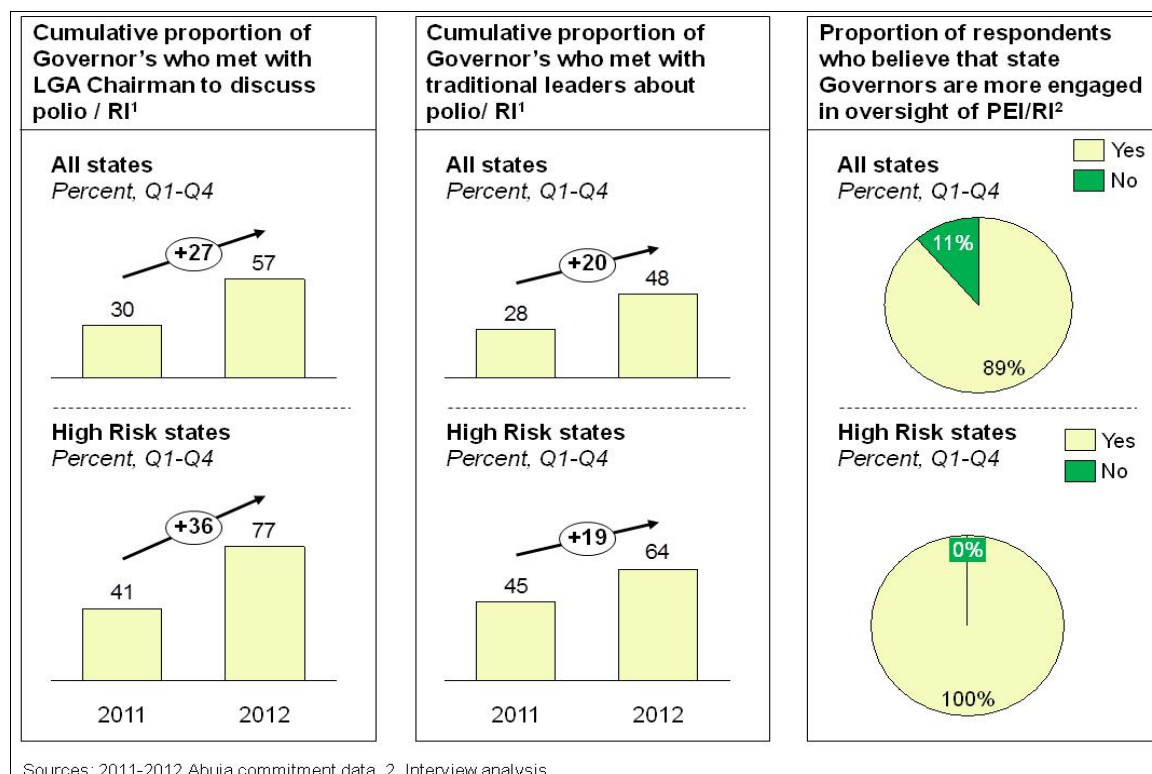 Cumulative proportion of
Governor's who met with
LGA Chairman to discuss
polio / RI¹
All states
Percent, Q1-Q4
+27
30
57
High Risk states
Percent, Q1-Q4
+36
41
77
2011
2012
Cumulative proportion of
Governor's who met with
traditional leaders about
polio/ RI¹
All states
Percent, Q1-Q4
+20
28
48
High Risk states
Percent, Q1-Q4
+19
45
64
2011
2012
Proportion of respondents
who believe that state
Governors are more engaged
in oversight of PEI/RI²
All states
Percent, Q1-Q4
Yes
No
11%
89%
High Risk states
Percent, Q1-Q4
Yes
No
0%
100%
Sources: 2011-2012 Abuja commitment data, 2. Interview analysis